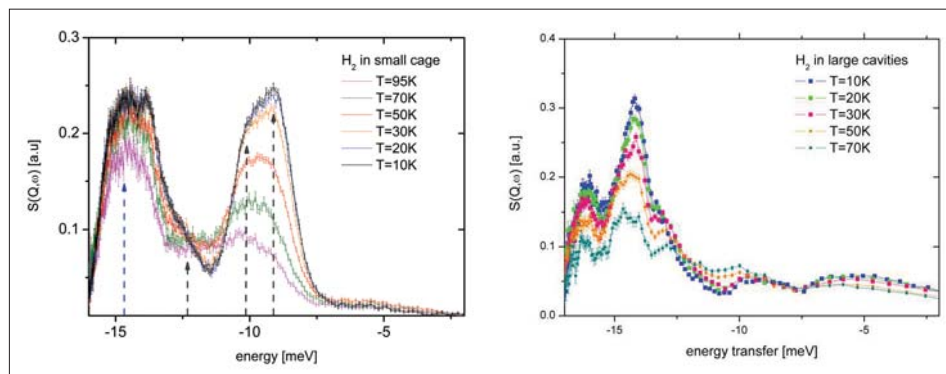 0.3
0.2
0.1
S(Q,ω) [a.u]
H₂ in small cage
T=95K
T=70K
T=50K
T=30K
T=20K
T=10K
-15
-10
-5
energy [meV]
0.4
0.3
0.2
0.1
0.0
S(Q,ω) [a.u.]
H₂ in large cavities
T=10K
T=20K
T=30K
T=50K
T=70K
-15
-10
-5
energy transfer [meV]